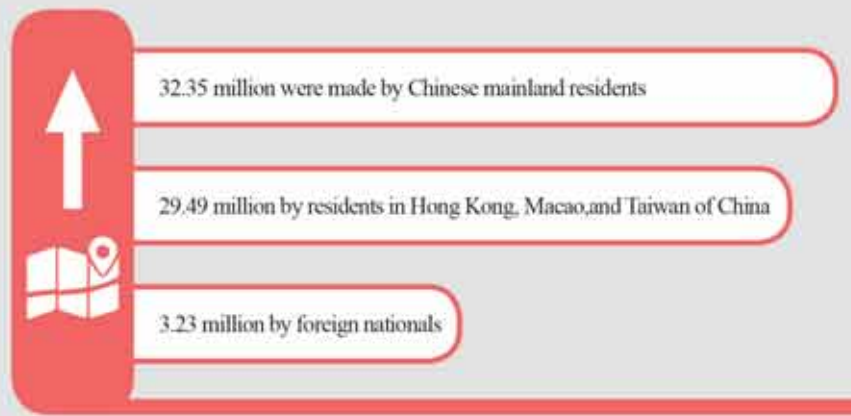 32.35 million were made by Chinese mainland residents
29.49 million by residents in Hong Kong, Macao,and Taiwan of China
3.23 million by foreign nationals